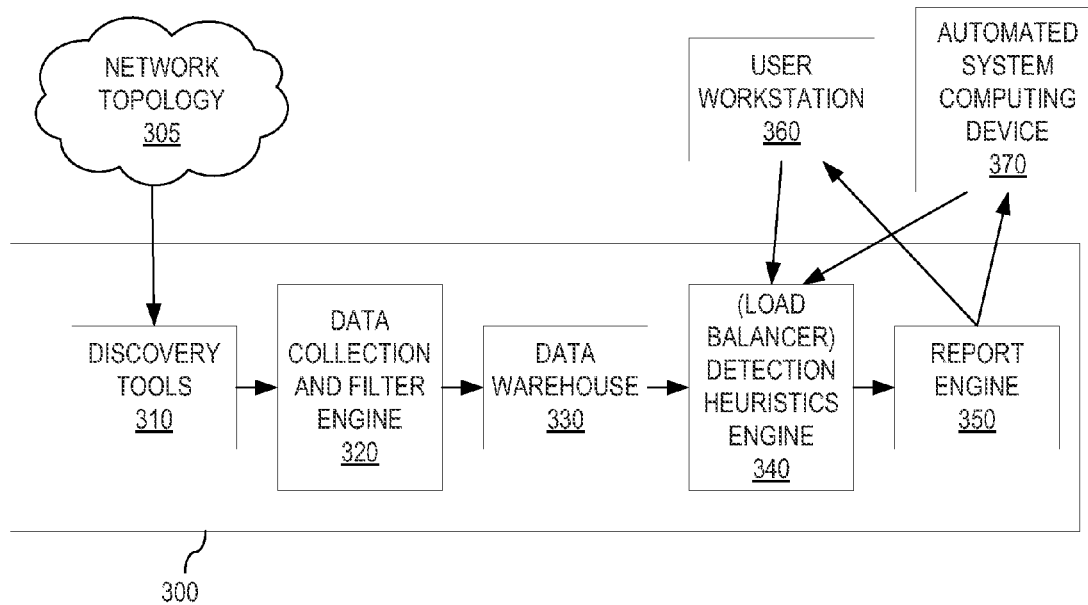 NETWORK
TOPOLOGY
305
USER
WORKSTATION
360
AUTOMATED
SYSTEM
COMPUTING
DEVICE
370
DISCOVERY
TOOLS
310
DATA
COLLECTION
AND FILTER
ENGINE
320
DATA
WAREHOUSE
330
(LOAD
BALANCER)
DETECTION
HEURISTICS
ENGINE
340
REPORT
ENGINE
350
300